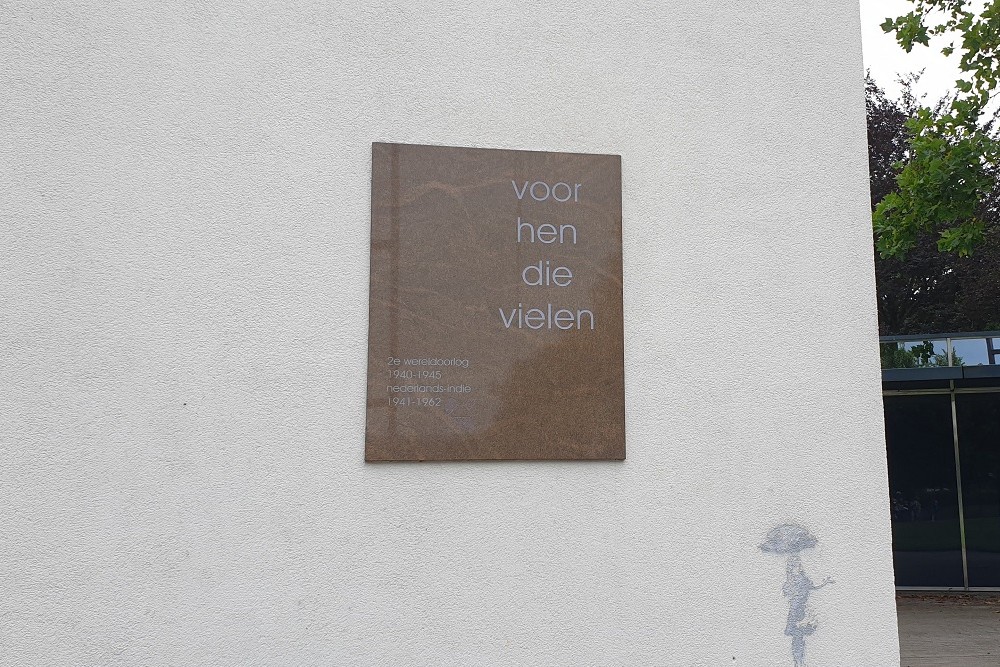 voor
hen
die
vielen
2e wereldoorlog
1940-1945
nederlands-indië
1941-1962